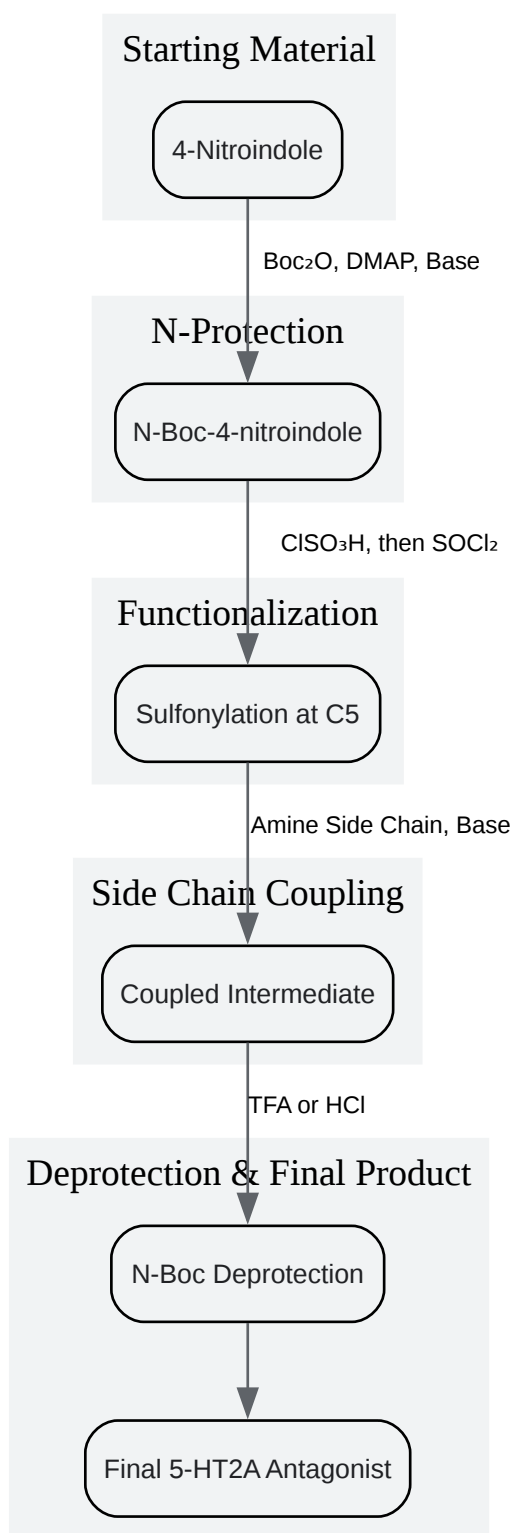 Starting Material
4-Nitroindole
Boc₂O, DMAP, Base
N-Protection
N-Boc-4-nitroindole
ClSO₃H, then SOCl₂
Functionalization
Sulfonylation at C5
Amine Side Chain, Base
Side Chain Coupling
Coupled Intermediate
TFA or HCl
Deprotection & Final Product
N-Boc Deprotection
Final 5-HT2A Antagonist